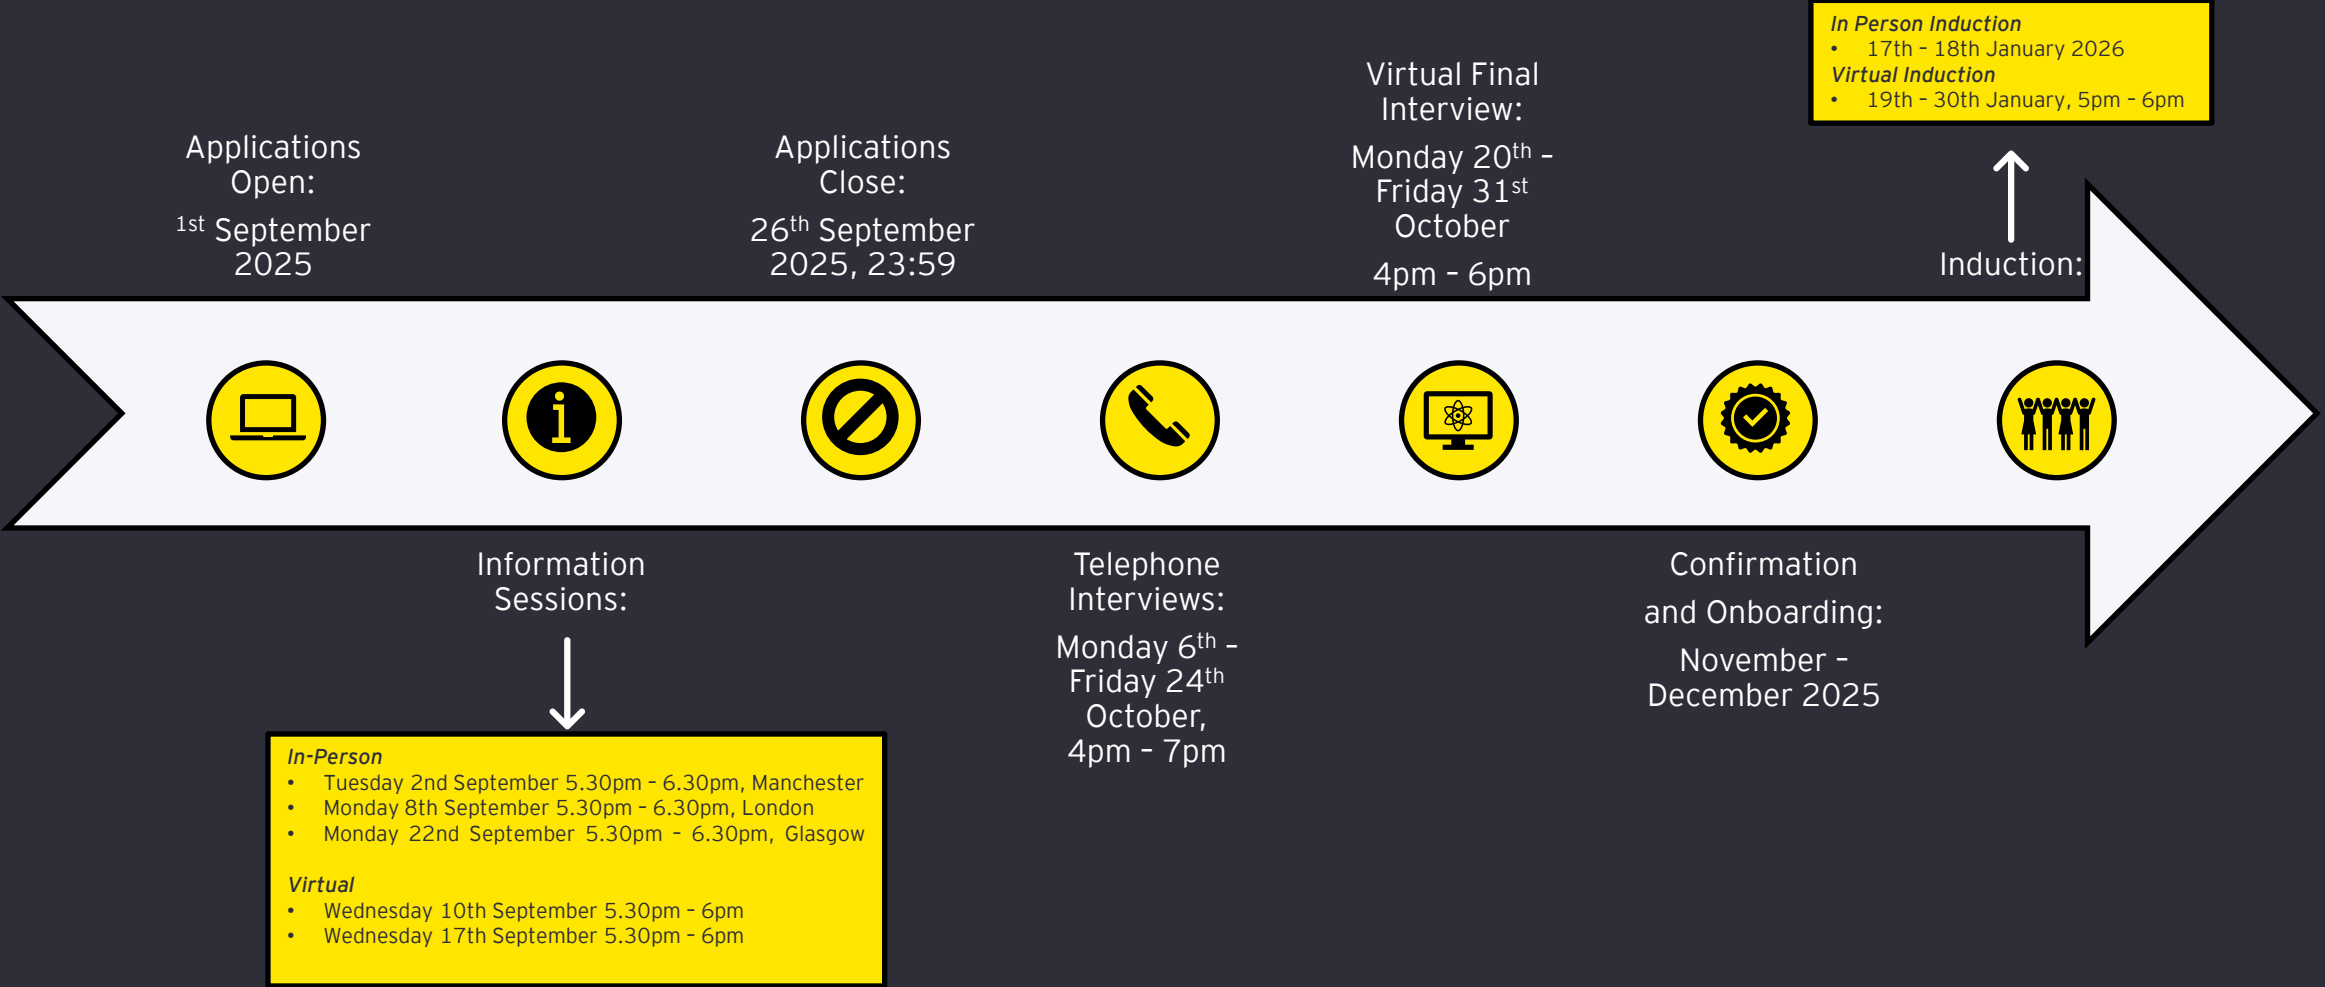 In Person Induction
• 17th – 18th January 2026
Virtual Induction
• 19th – 30th January, 5pm – 6pm
Applications
Open:
1st September
2025
Applications
Close:
26th September
2025, 23:59
Virtual Final
Interview:
Monday 20th –
Friday 31st
October
4pm – 6pm
Induction:
Information
Sessions:
Telephone
Interviews:
Monday 6th –
Friday 24th
October,
4pm – 7pm
Confirmation
and Onboarding:
November –
December 2025
In-Person
• Tuesday 2nd September 5.30pm – 6.30pm, Manchester
• Monday 8th September 5.30pm – 6.30pm, London
• Monday 22nd September 5.30pm – 6.30pm, Glasgow
Virtual
• Wednesday 10th September 5.30pm – 6pm
• Wednesday 17th September 5.30pm – 6pm